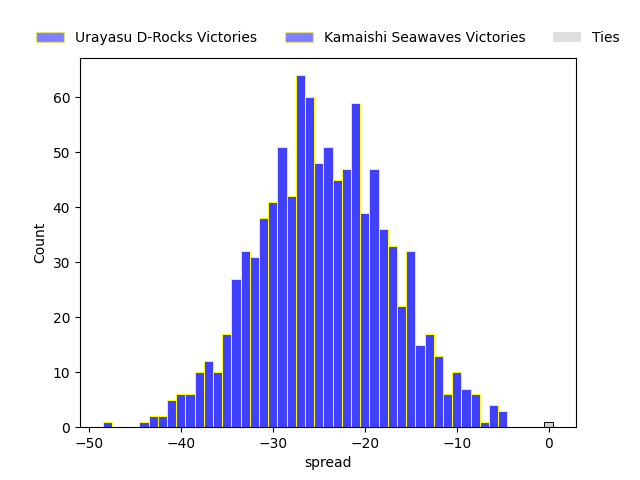 Urayasu D-Rocks Victories Kamaishi Seawaves Victories Ties
60
50
40
30
20
10
0
Count
−50 −40 −30 −20 −10 0
spread